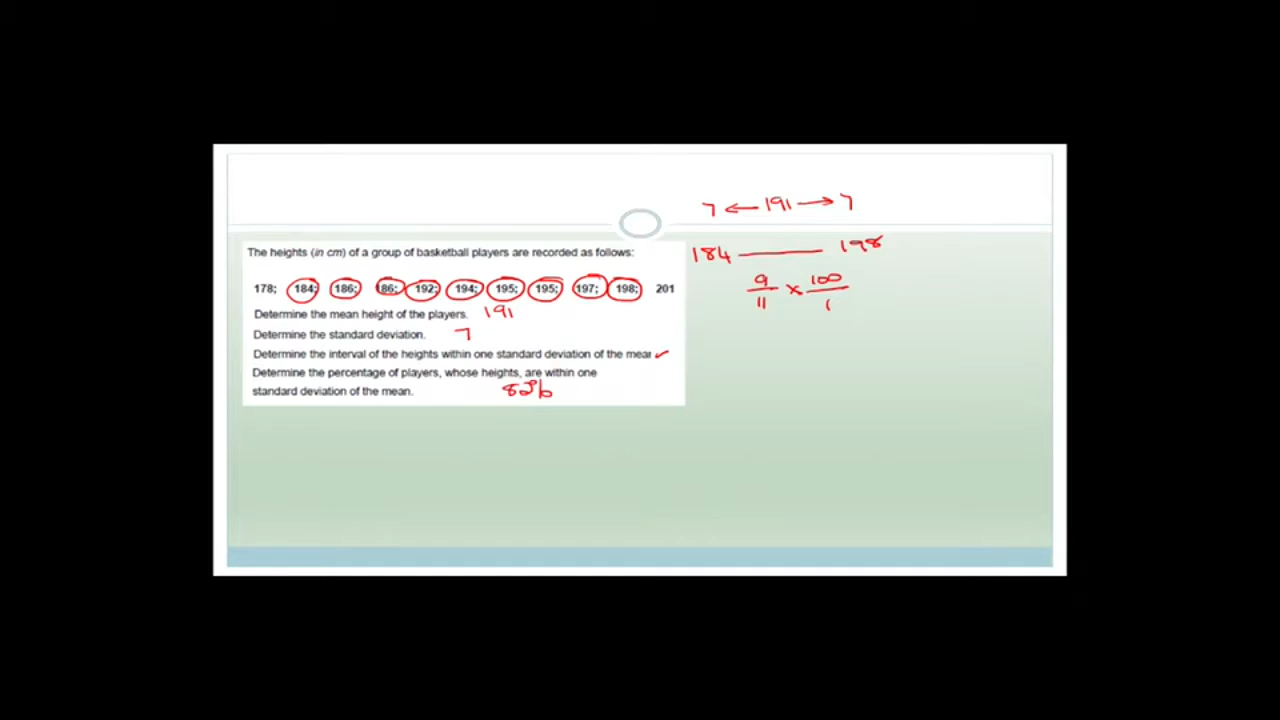 7 ← 191 → 7
The heights (in cm) of a group of basketball players are recorded as follows:
184 — 198
178; 184; 186; 186; 192; 194; 195; 195; 197; 198; 201
9/11 × 100/1
Determine the mean height of the players. 191
Determine the standard deviation. 7
Determine the interval of the heights within one standard deviation of the mean ✓
Determine the percentage of players, whose heights, are within one
standard deviation of the mean. 82%